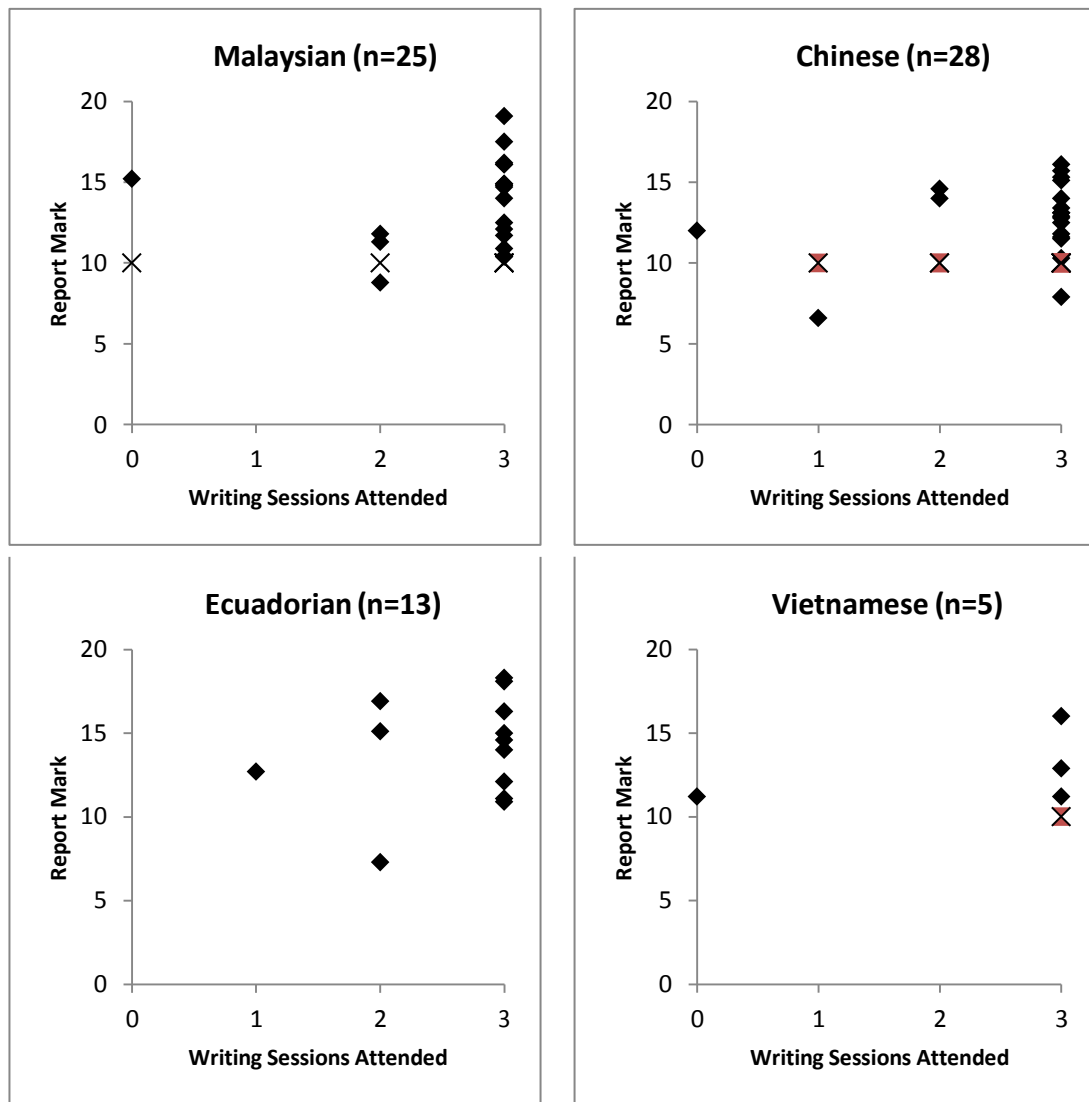 Malaysian (n=25)
20
15
10
5
0
Report Mark
0 1 2 3
Writing Sessions Attended
Chinese (n=28)
20
15
10
5
0
Report Mark
0 1 2 3
Writing Sessions Attended
Ecuadorian (n=13)
20
15
10
5
0
Report Mark
0 1 2 3
Writing Sessions Attended
Vietnamese (n=5)
20
15
10
5
0
Report Mark
0 1 2 3
Writing Sessions Attended